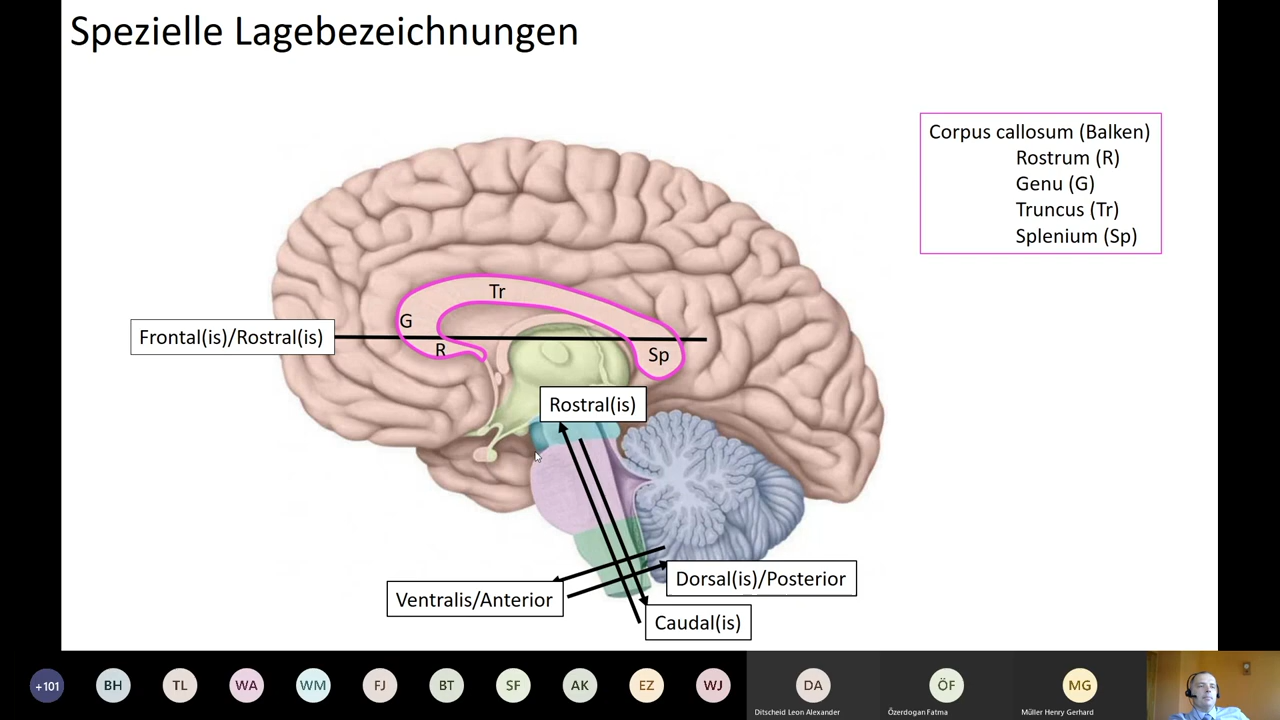 Spezielle Lagebezeichnungen
Corpus callosum (Balken)
Rostrum (R)
Genu (G)
Truncus (Tr)
Splenium (Sp)
Tr
G
Frontal(is)/Rostral(is)
R
Sp
Rostral(is)
Dorsal(is)/Posterior
Ventralis/Anterior
Caudal(is)
+101
BH
TL
WA
WM
FJ
BT
SF
AK
EZ
WJ
DA
ÖF
MG
Ditscheid Leon Alexander
Özerdogan Fatma
Müller Henry Gerhard